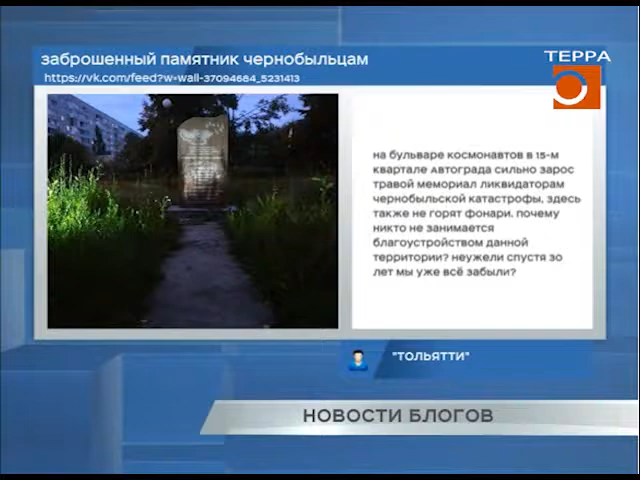 заброшенный памятник чернобыльцам
https://vk.com/feed?w=wall-37094684_5231413
ТЕРРА
на бульваре космонавтов в 15-м
квартале Автограда сильно зарос
травой мемориал ликвидаторам
чернобыльской катастрофы, здесь
также не горят фонари. почему
никто не занимается
благоустройством данной
территории? неужели спустя 30
лет мы уже всё забыли?
"ТОЛЬЯТТИ"
НОВОСТИ БЛОГОВ